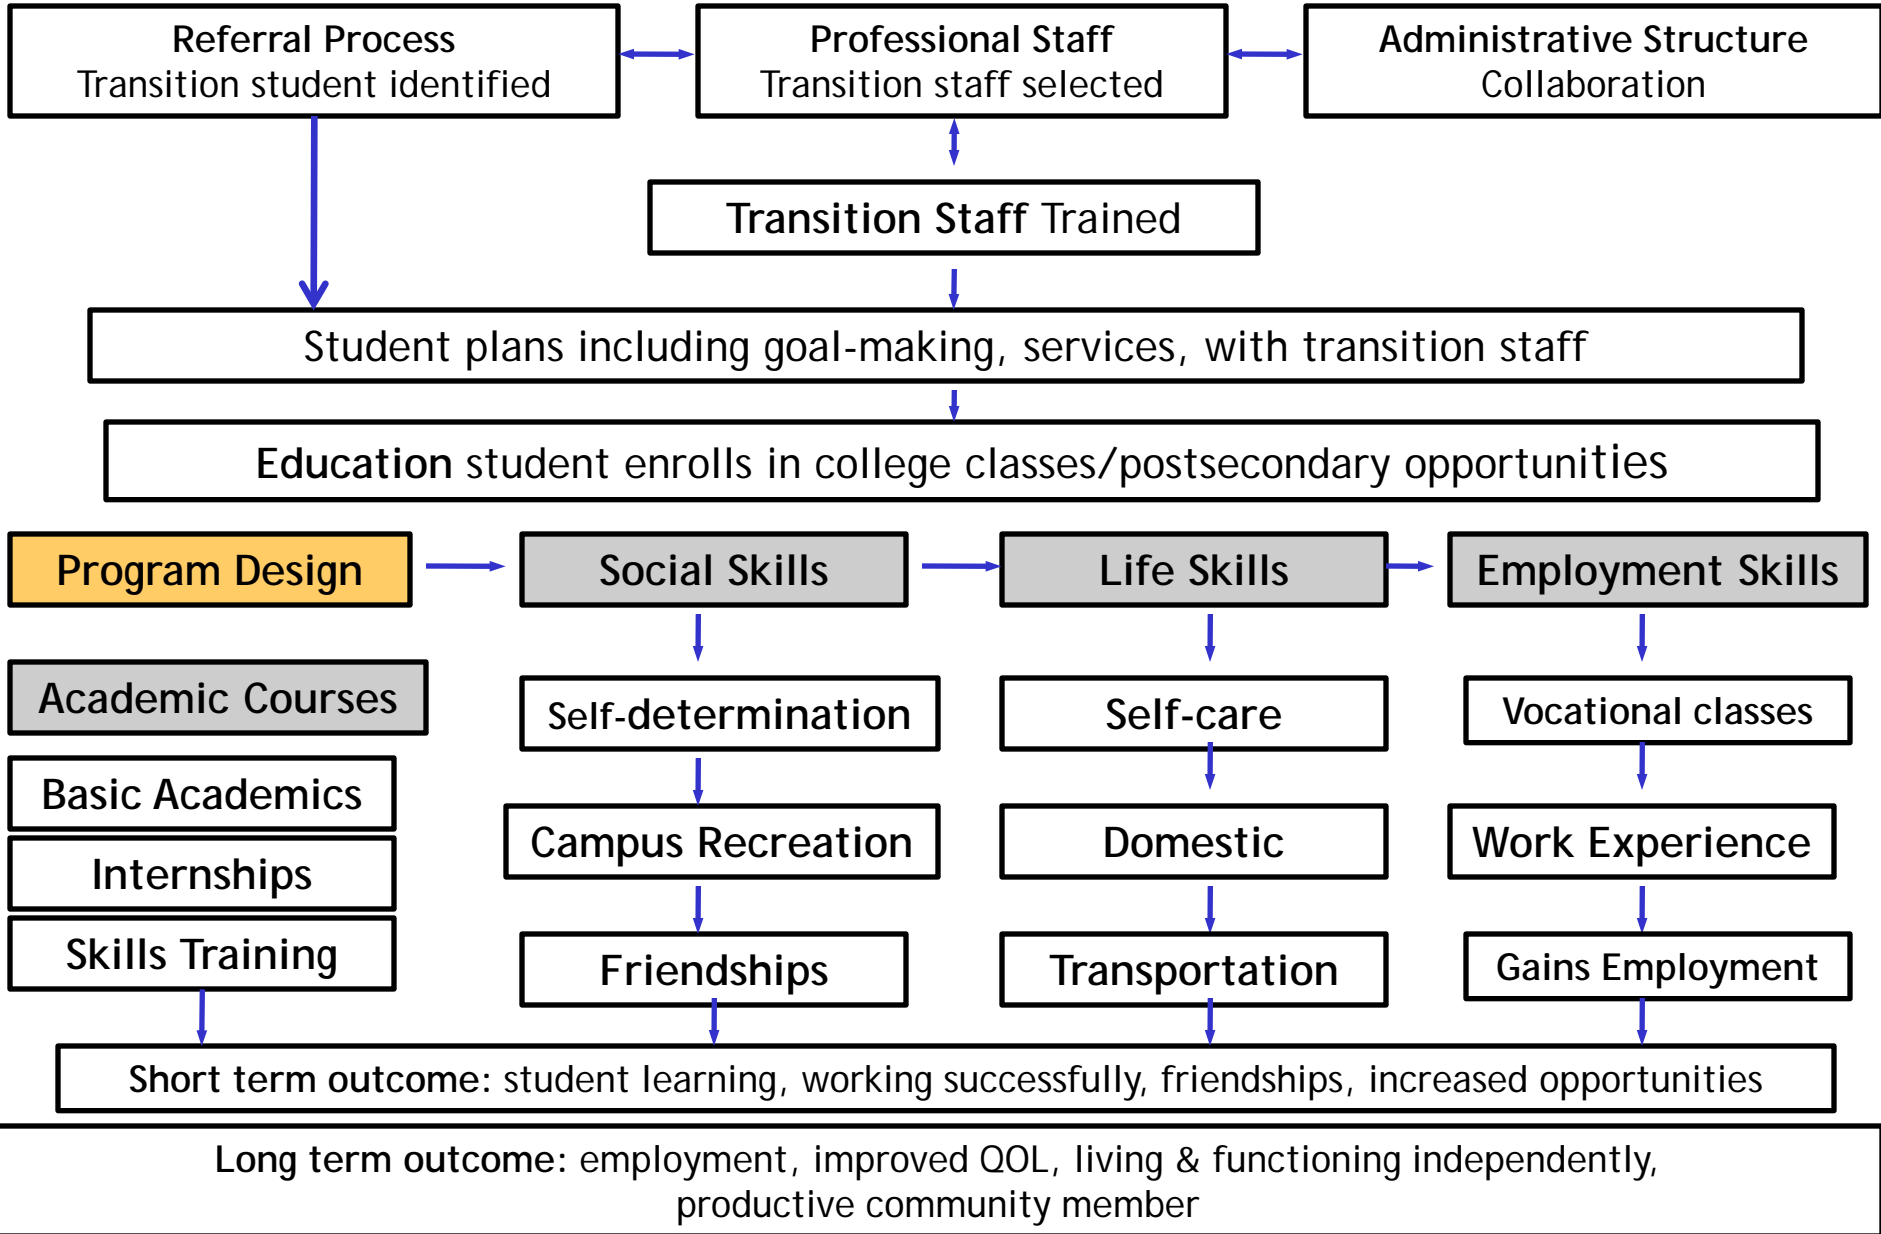 Referral Process
Transition student identified
Professional Staff
Transition staff selected
Administrative Structure
Collaboration
Transition Staff Trained
Student plans including goal-making, services, with transition staff
Education student enrolls in college classes/postsecondary opportunities
Program Design
Social Skills
Life Skills
Employment Skills
Academic Courses
Basic Academics
Internships
Skills Training
Self-determination
Campus Recreation
Friendships
Self-care
Domestic
Transportation
Vocational classes
Work Experience
Gains Employment
Short term outcome: student learning, working successfully, friendships, increased opportunities
Long term outcome: employment, improved QOL, living & functioning independently,
productive community member